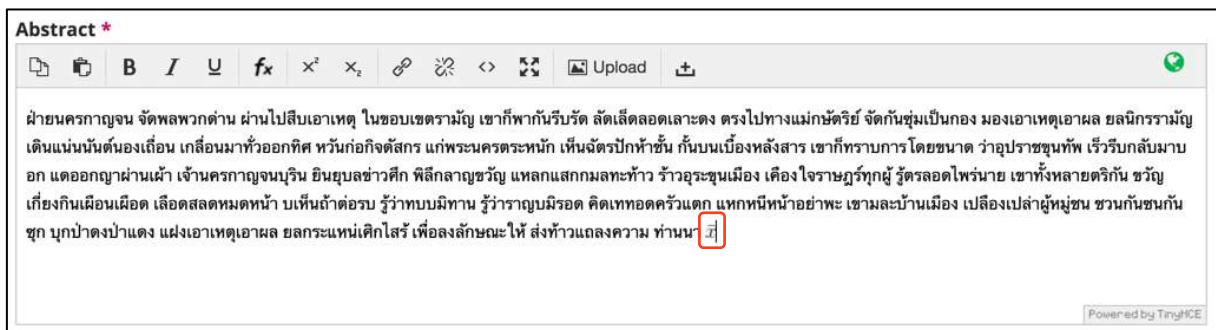 Abstract *
B I U fx x² x₂ <> Upload
ฝ่ายนครกาญจน จัดพลพวกด่าน ผ่านไปสืบเอาเหตุ ในขอบเขตรามัญ เขาก็พากันรีบรัด ลัดเล็ดลอดเลาะดง ตรงไปทางแม่กษัตริย์ จัดกันซุ่มเป็นกอง มองเอาเหตุเอาผล ยลนิกรรามัญ
เดินแน่นนันต์นองเถื่อน เกลื่อนมาทั่วออกทิศ หวันก่อกิจดัสกร แก่พระนครตระหนัก เห็นฉัตรปักห้าชั้น กั้นบนเบื้องหลังสาร เขาก็ทราบการโดยขนาด ว่าอุปราชขุนทัพ เร็วรีบกลับมาบ
อก แดออกญาผ่านเผ้า เจ้านครกาญจนบุริน ยินยุบลข่าวศึก พิลึกลาญขวัญ แหลกแสกกมลทะท้าว ร้าวอุระขุนเมือง เคืองใจราษฎร์ทุกผู้ รู้ตรลอดไพร่นาย เขาทั้งหลายตริกัน ขวัญ
เกี่ยงกินเผือนเผือด เลือดสลดหมดหน้า บเห็นถ้าต่อรบ รู้ว่าทบบมิทาน รู้ว่าราญบมิรอด คิดเททอดครัวแตก แหกหนีหน้าอย่าพะ เขามละบ้านเมือง เปลืองเปล่าผู้หมู่ชน ชวนกันซนกัน
ซุก บุกป่าดงป่าแดง แฝงเอาเหตุเอาผล ยลกระแหน่เศิกไสร้ เพื่อลงลักษณะให้ ส่งท้าวแถลงความ ท่านนา x̄
Powered by TinyMCE